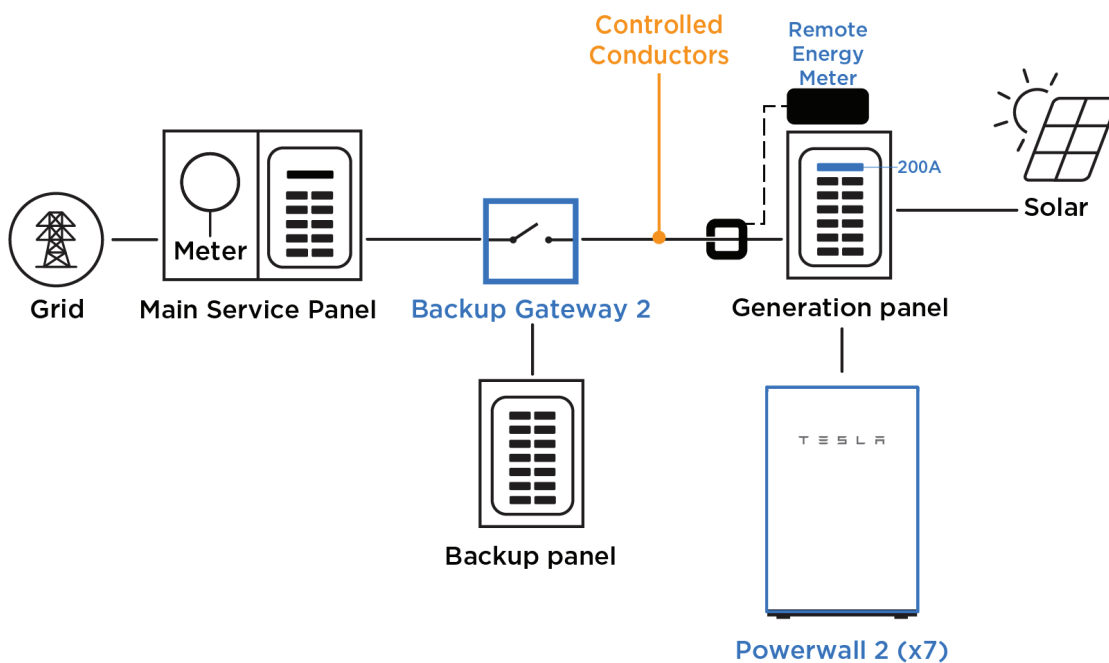 Controlled
Conductors
Remote
Energy
Meter
200A
Solar
Meter
Grid
Main Service Panel
Backup Gateway 2
Generation panel
TESLA
Backup panel
Powerwall 2 (x7)